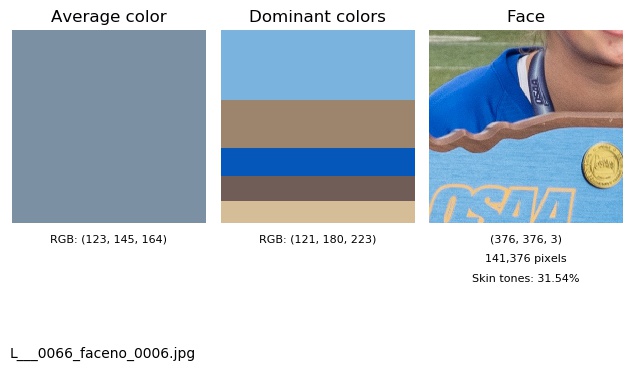 Average color
Dominant colors
Face
OSAA
OSAA
RGB: (123, 145, 164)
RGB: (121, 180, 223)
(376, 376, 3)
141,376 pixels
Skin tones: 31.54%
L___0066_faceno_0006.jpg